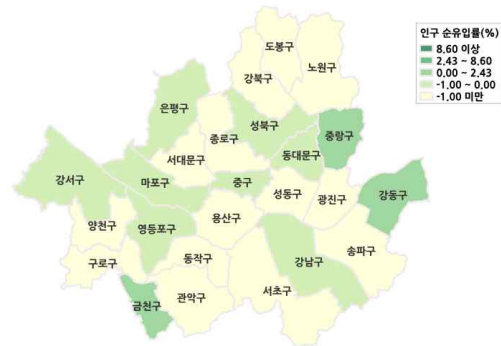 인구 순유입률(%)
8.60 이상
2.43 ~ 8.60
0.00 ~ 2.43
-1.00 ~ 0.00
-1.00 미만
도봉구
노원구
강북구
은평구
성북구
중랑구
종로구
서대문구
동대문구
강서구
마포구
중구
성동구
광진구
강동구
양천구
영등포구
용산구
송파구
구로구
동작구
강남구
서초구
금천구
관악구